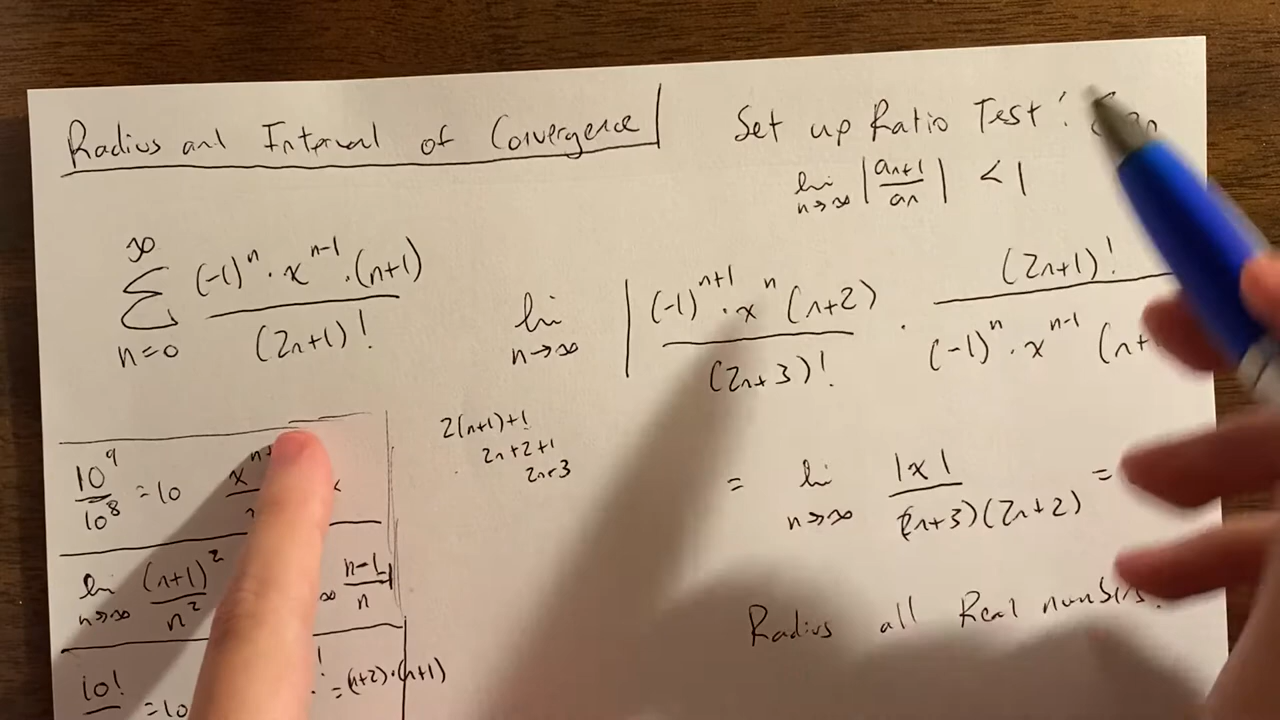 Radius and Interval of Convergence
Set up Ratio Test:
lim n→∞ |an+1/an| < 1
∞ Σ n=0 (-1)^n · x^n-1 · (n+1) / (2n+1)!
lim n→∞ | (-1)^n+1 · x^n (n+2) / (2n+3)! · (2n+1)! / (-1)^n · x^n-1 (n+
2(n+1)+1
2n+2+1
2n+3
= lim n→∞ |x| / (2n+3)(2n+2) =
Radius all Real numbers.
10^9/10^8 = 10
lim n→∞ (n+1)^2/n^2
n-1/n
10!
=10
= (n+2)·(n+1)